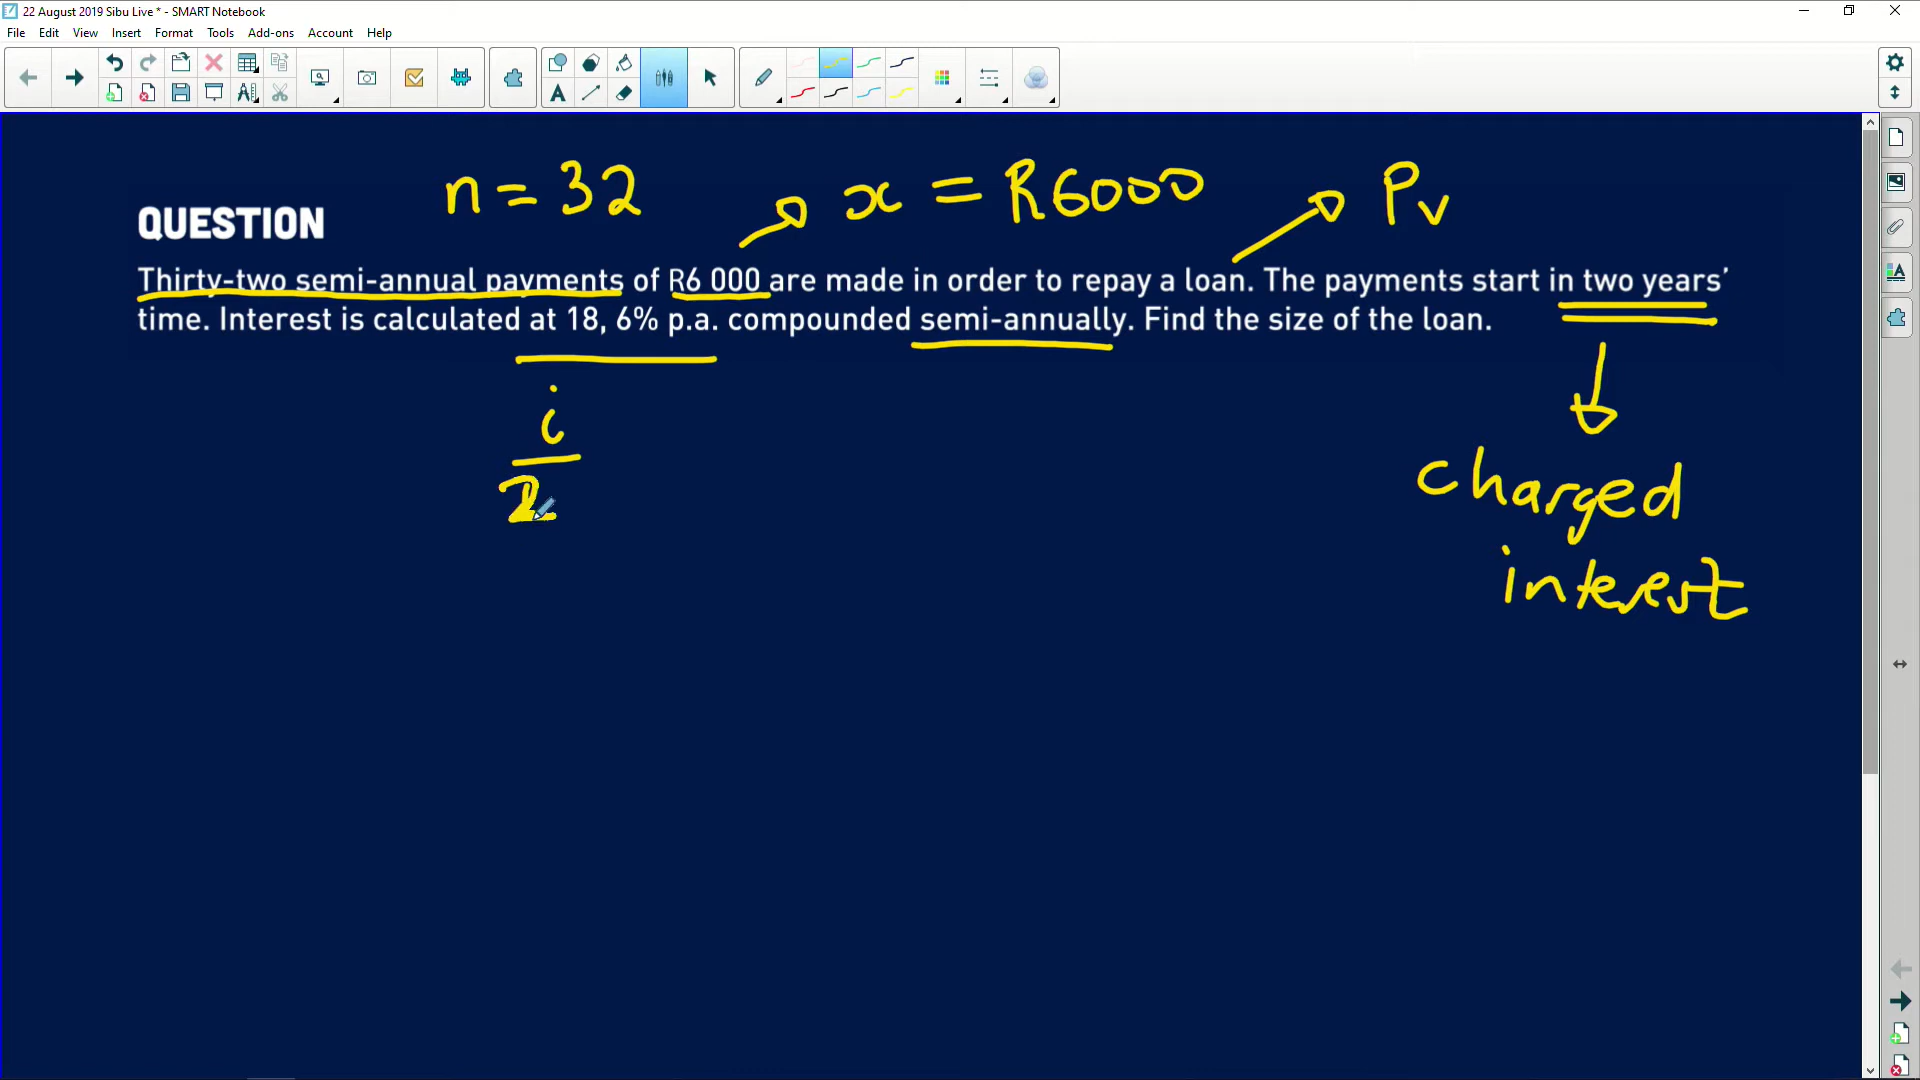 22 August 2019 Sibu Live * - SMART Notebook
File Edit View Insert Format Tools Add-ons Account Help
n = 32 x = R6000 Pv
QUESTION
Thirty-two semi-annual payments of R6 000 are made in order to repay a loan. The payments start in two years'
time. Interest is calculated at 18, 6% p.a. compounded semi-annually. Find the size of the loan.
i
2
charged
interest